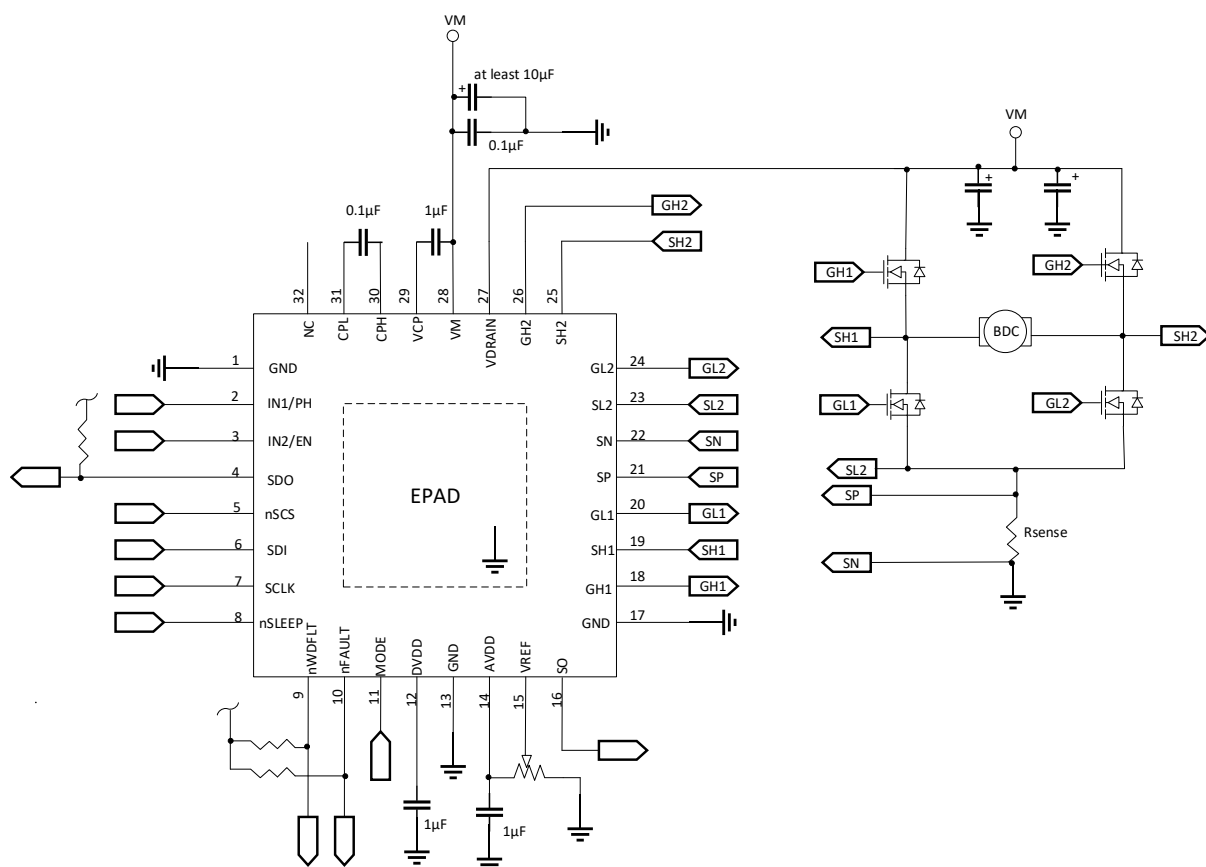 VM
at least 10µF
+
0.1µF
VM
+
+
0.1µF
1µF
GH2
SH2
GH1
GH2
SH1
BDC
SH2
GL1
GL2
SL2
SP
Rsense
SN
32
31
30
29
28
27
26
25
NC
CPL
CPH
VCP
VM
VDRAIN
GH2
SH2
1
GND
2
IN1/PH
3
IN2/EN
4
SDO
5
nSCS
6
SDI
7
SCLK
8
nSLEEP
EPAD
GL2
24
GL2
SL2
23
SL2
SN
22
SN
SP
21
SP
GL1
20
GL1
SH1
19
SH1
GH1
18
GH1
GND
17
nWDFLT
nFAULT
MODE
DVDD
GND
AVDD
VREF
SO
9
10
11
12
13
14
15
16
1µF
1µF